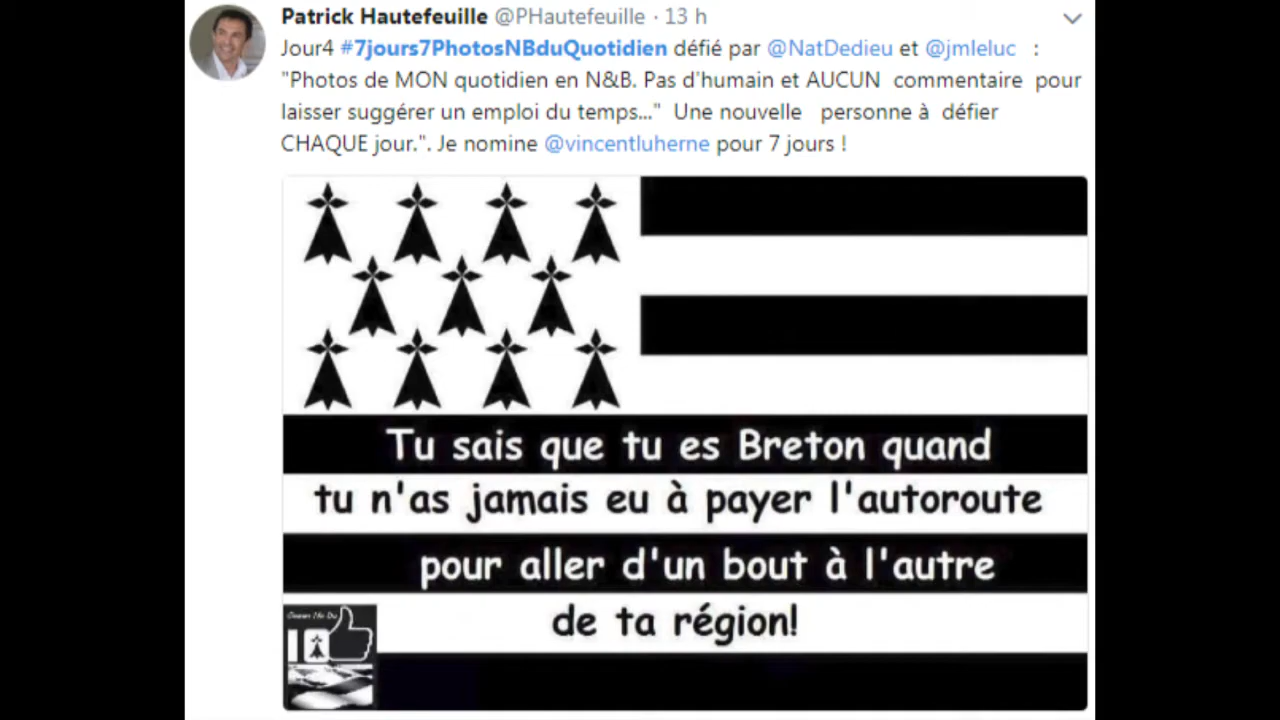 Patrick Hautefeuille @PHautefeuille · 13 h
Jour4 #7jours7PhotosNBduQuotidien défié par @NatDedieu et @jmleluc :
"Photos de MON quotidien en N&B. Pas d'humain et AUCUN commentaire pour
laisser suggérer un emploi du temps..." Une nouvelle personne à défier
CHAQUE jour.". Je nomine @vincentluherne pour 7 jours !
Tu sais que tu es Breton quand
tu n'as jamais eu à payer l'autoroute
pour aller d'un bout à l'autre
de ta région!